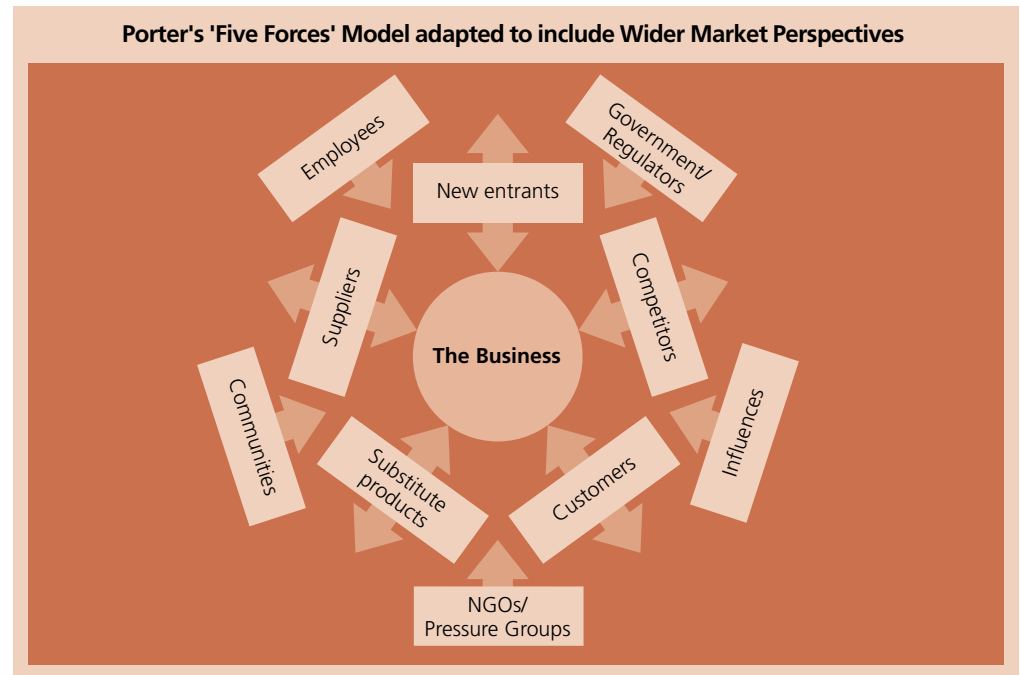 Porter's 'Five Forces' Model adapted to include Wider Market Perspectives
Employees
Government/
Regulators
New entrants
Suppliers
Competitors
The Business
Communities
Influences
Substitute
products
Customers
NGOs/
Pressure Groups